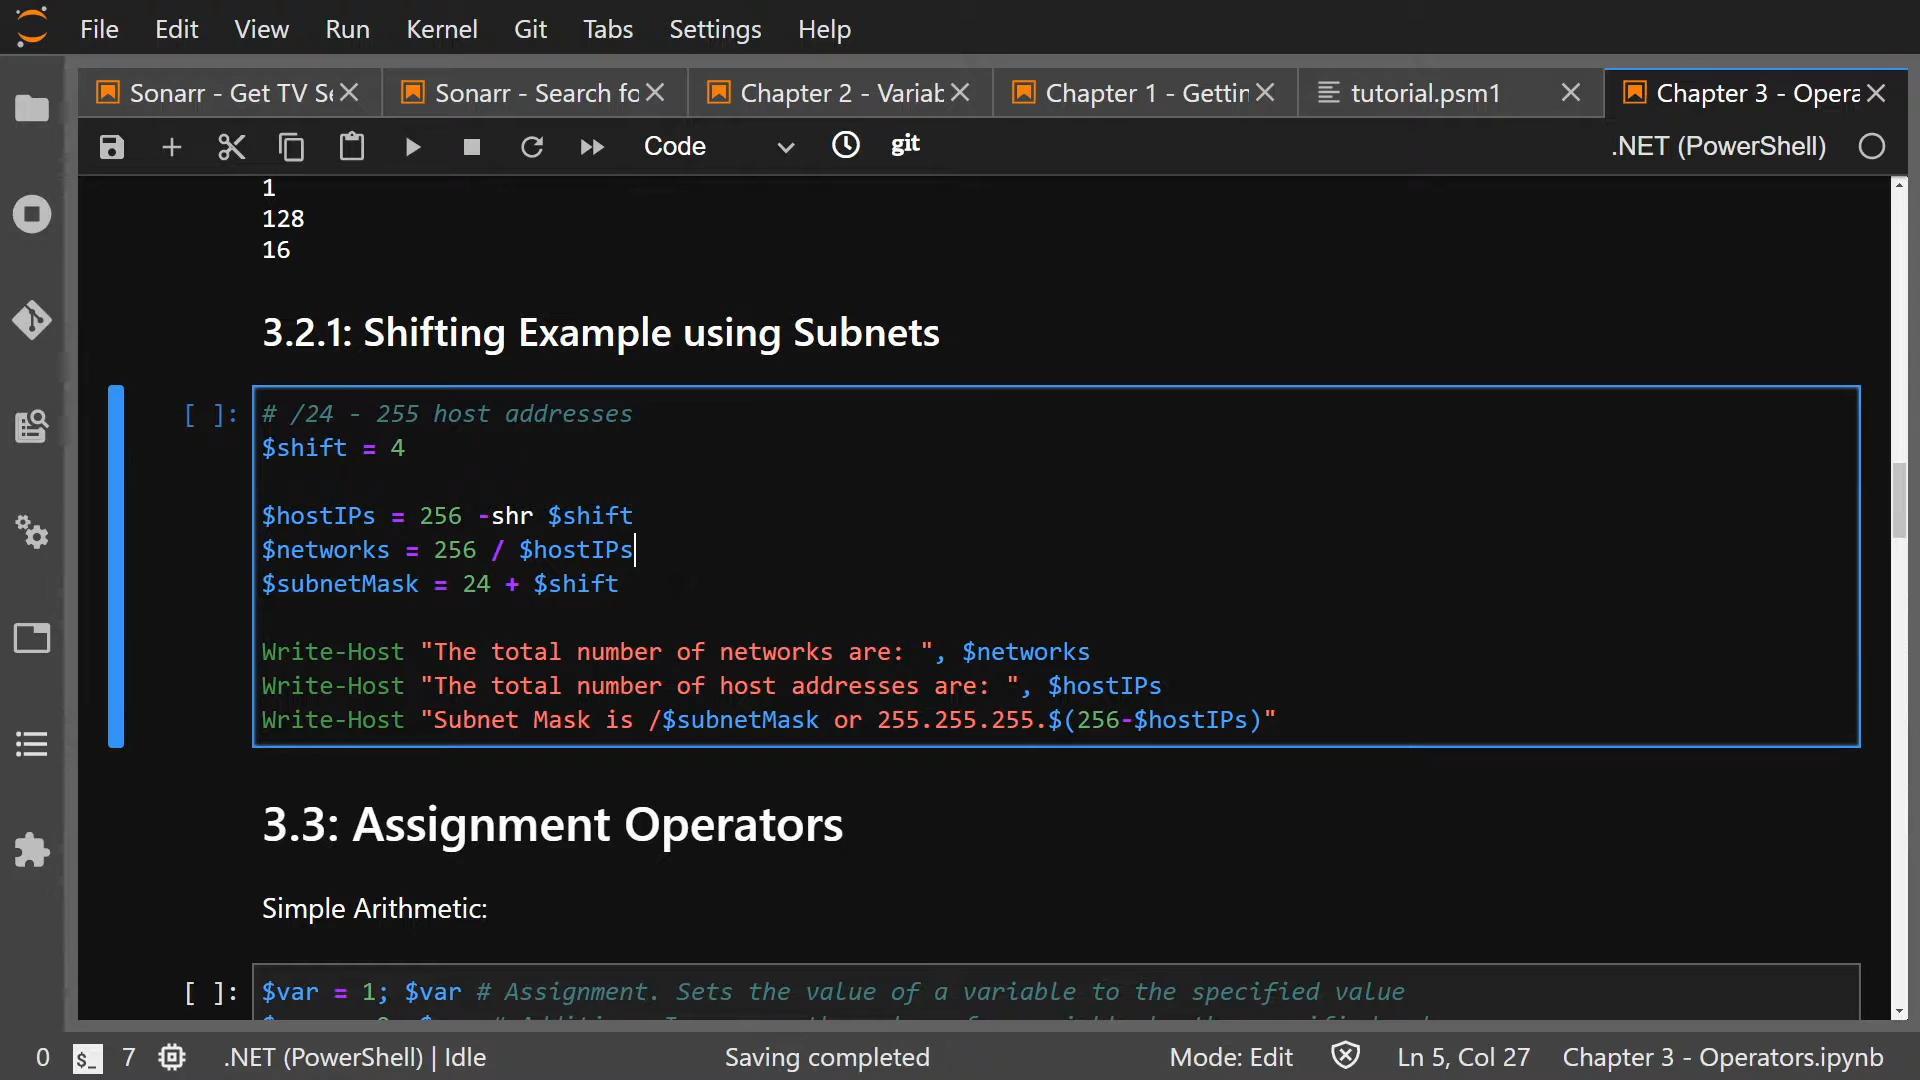 File Edit View Run Kernel Git Tabs Settings Help
Sonarr - Get TV Se Sonarr - Search fo Chapter 2 - Variab Chapter 1 - Gettin tutorial.psm1 Chapter 3 - Opera
Code git .NET (PowerShell)
1
128
16
3.2.1: Shifting Example using Subnets
[ ]: # /24 - 255 host addresses
$shift = 4
$hostIPs = 256 -shr $shift
$networks = 256 / $hostIPs
$subnetMask = 24 + $shift
Write-Host "The total number of networks are: ", $networks
Write-Host "The total number of host addresses are: ", $hostIPs
Write-Host "Subnet Mask is /$subnetMask or 255.255.255.$(256-$hostIPs)"
3.3: Assignment Operators
Simple Arithmetic:
[ ]: $var = 1; $var # Assignment. Sets the value of a variable to the specified value
0 $_ 7 .NET (PowerShell) | Idle Saving completed Mode: Edit Ln 5, Col 27 Chapter 3 - Operators.ipynb